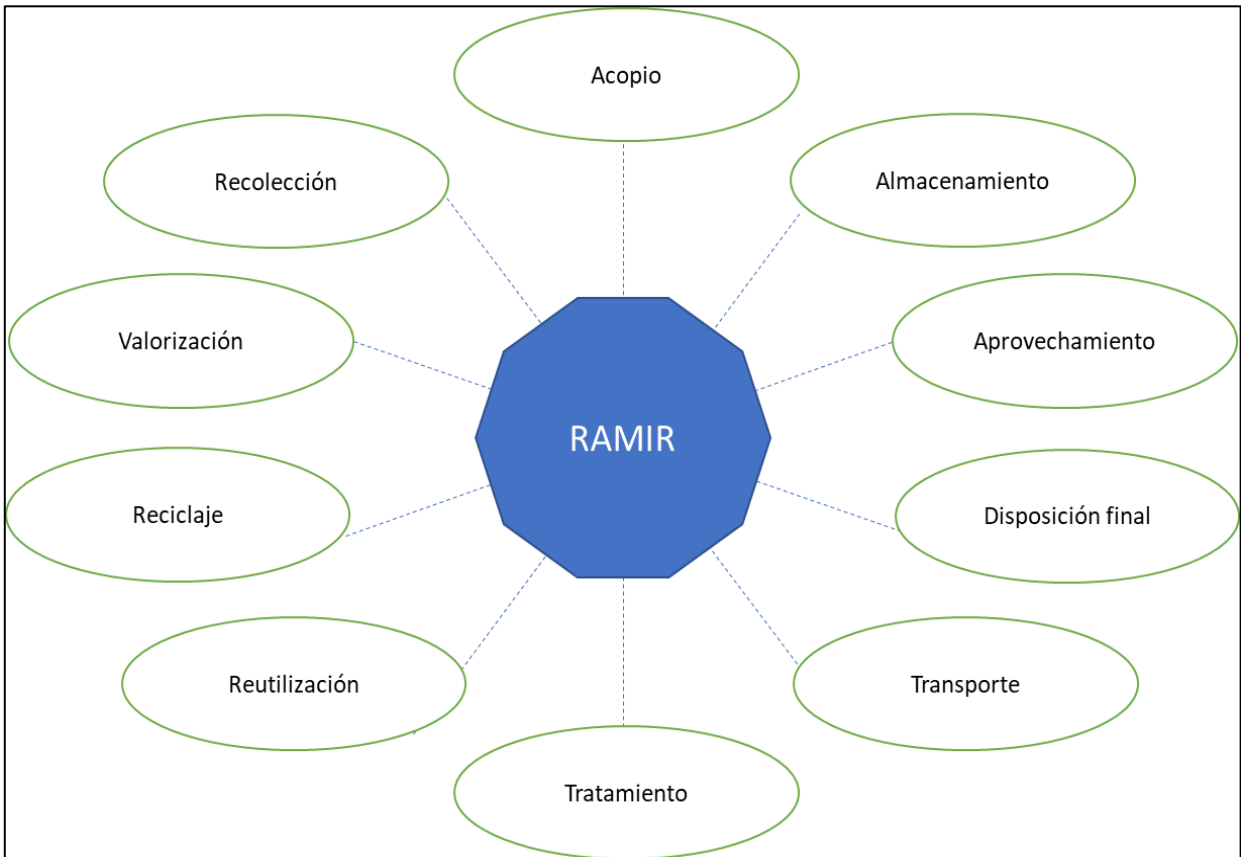 Acopio
Recolección
Almacenamiento
Valorización
Aprovechamiento
RAMIR
Reciclaje
Disposición final
Reutilización
Transporte
Tratamiento